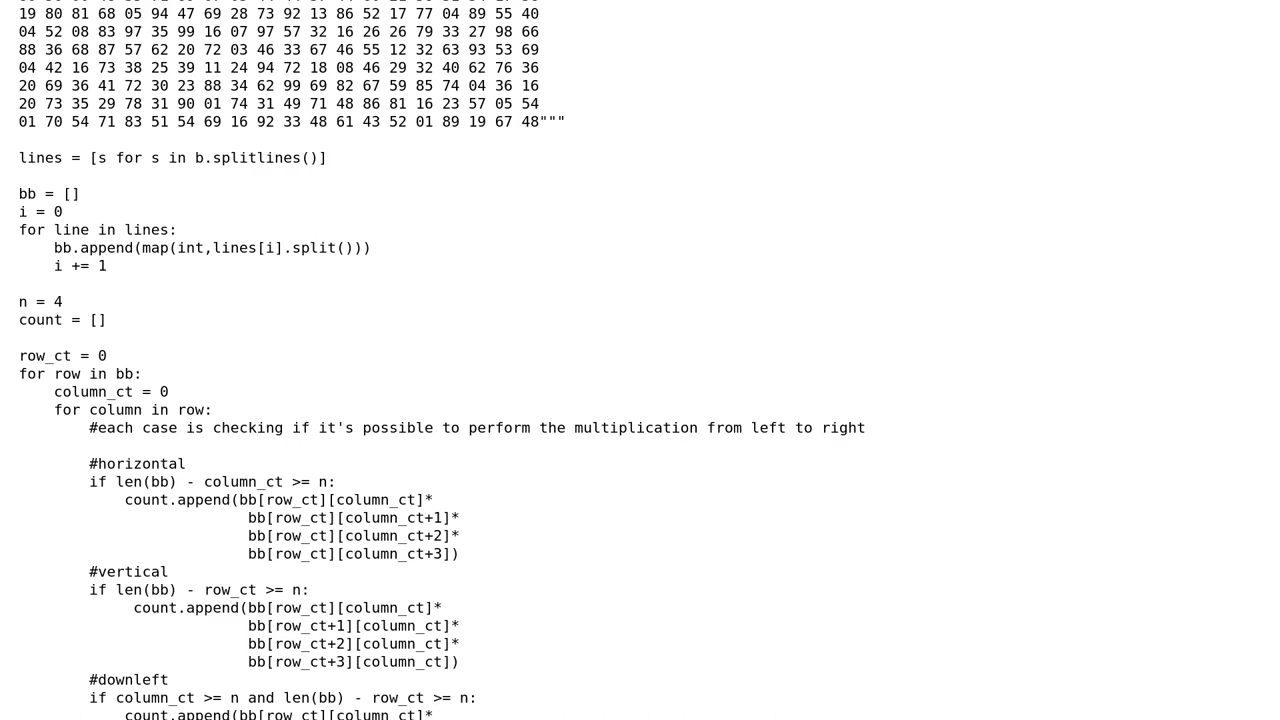 19 80 81 68 05 94 47 69 28 73 92 13 86 52 17 77 04 89 55 40
04 52 08 83 97 35 99 16 07 97 57 32 16 26 26 79 33 27 98 66
88 36 68 87 57 62 20 72 03 46 33 67 46 55 12 32 63 93 53 69
04 42 16 73 38 25 39 11 24 94 72 18 08 46 29 32 40 62 76 36
20 69 36 41 72 30 23 88 34 62 99 69 82 67 59 85 74 04 36 16
20 73 35 29 78 31 90 01 74 31 49 71 48 86 81 16 23 57 05 54
01 70 54 71 83 51 54 69 16 92 33 48 61 43 52 01 89 19 67 48"""

lines = [s for s in b.splitlines()]

bb = []
i = 0
for line in lines:
    bb.append(map(int,lines[i].split()))
    i += 1

n = 4
count = []

row_ct = 0
for row in bb:
    column_ct = 0
    for column in row:
        #each case is checking if it's possible to perform the multiplication from left to right

        #horizontal
        if len(bb) - column_ct >= n:
            count.append(bb[row_ct][column_ct]*
                          bb[row_ct][column_ct+1]*
                          bb[row_ct][column_ct+2]*
                          bb[row_ct][column_ct+3])
        #vertical
        if len(bb) - row_ct >= n:
             count.append(bb[row_ct][column_ct]*
                          bb[row_ct+1][column_ct]*
                          bb[row_ct+2][column_ct]*
                          bb[row_ct+3][column_ct])
        #downleft
        if column_ct >= n and len(bb) - row_ct >= n:
            count.append(bb[row_ct][column_ct]*